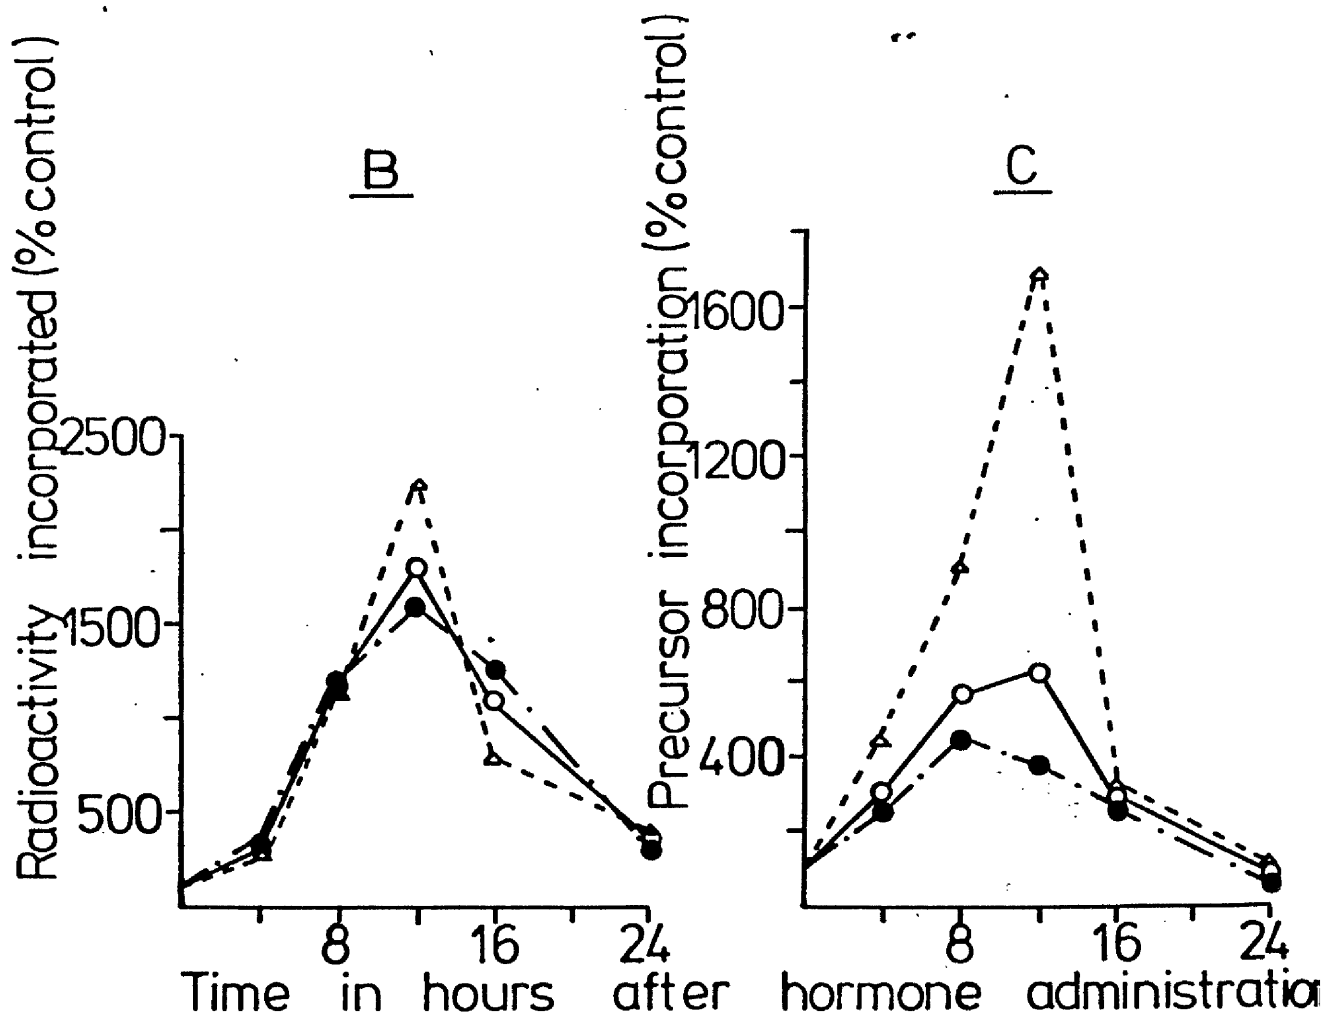 B
Radioactivity incorporated (% control)
2500
1500
500
8 16 24
C
Precursor incorporation (% control)
1600
1200
800
400
8 16 24
Time in hours after hormone administration